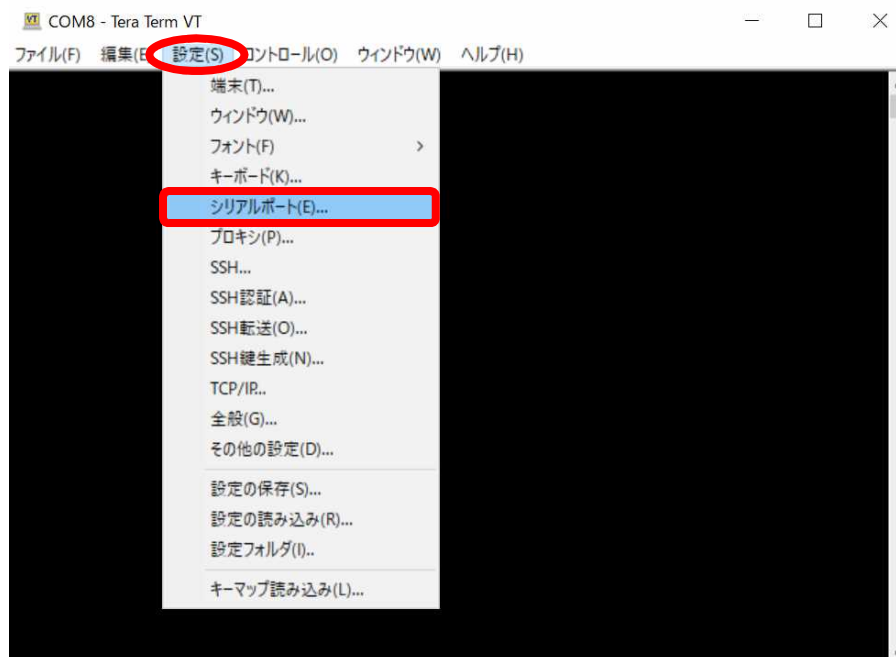 COM8 - Tera Term VT
ファイル(F) 編集(E 設定(S) コントロール(O) ウィンドウ(W) ヘルプ(H)
端末(T)...
ウィンドウ(W)...
フォント(F)
キーボード(K)...
シリアルポート(E)...
プロキシ(P)...
SSH...
SSH認証(A)...
SSH転送(O)...
SSH鍵生成(N)...
TCP/IP...
全般(G)...
その他の設定(D)...
設定の保存(S)...
設定の読み込み(R)...
設定フォルダ(I)..
キーマップ読み込み(L)...